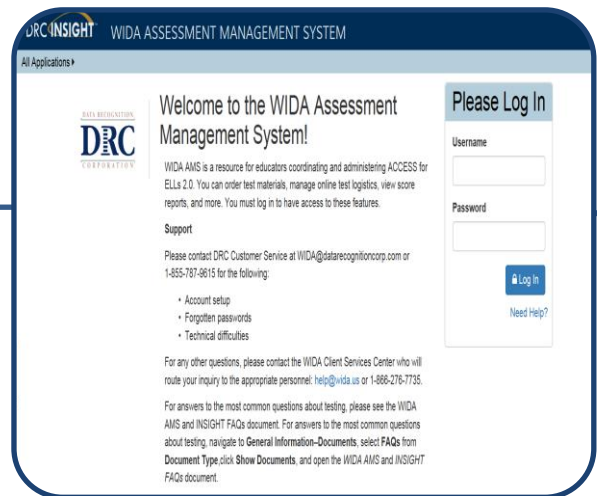 DRC INSIGHT WIDA ASSESSMENT MANAGEMENT SYSTEM
All Applications
DATA RECOGNITION
DRC
CORPORATION
Welcome to the WIDA Assessment
Management System!
WIDA AMS is a resource for educators coordinating and administering ACCESS for
ELLs 2.0. You can order test materials, manage online test logistics, view score
reports, and more. You must log in to have access to these features.
Support
Please contact DRC Customer Service at WIDA@datarecognitioncorp.com or
1-855-787-9615 for the following:
• Account setup
• Forgotten passwords
• Technical difficulties
For any other questions, please contact the WIDA Client Services Center who will
route your inquiry to the appropriate personnel: help@wida.us or 1-866-276-7735.
For answers to the most common questions about testing, please see the WIDA
AMS and INSIGHT FAQs document. For answers to the most common questions
about testing, navigate to General Information–Documents, select FAQs from
Document Type,click Show Documents, and open the WIDA AMS and INSIGHT
FAQs document.
Please Log In
Username
Password
Log In
Need Help?